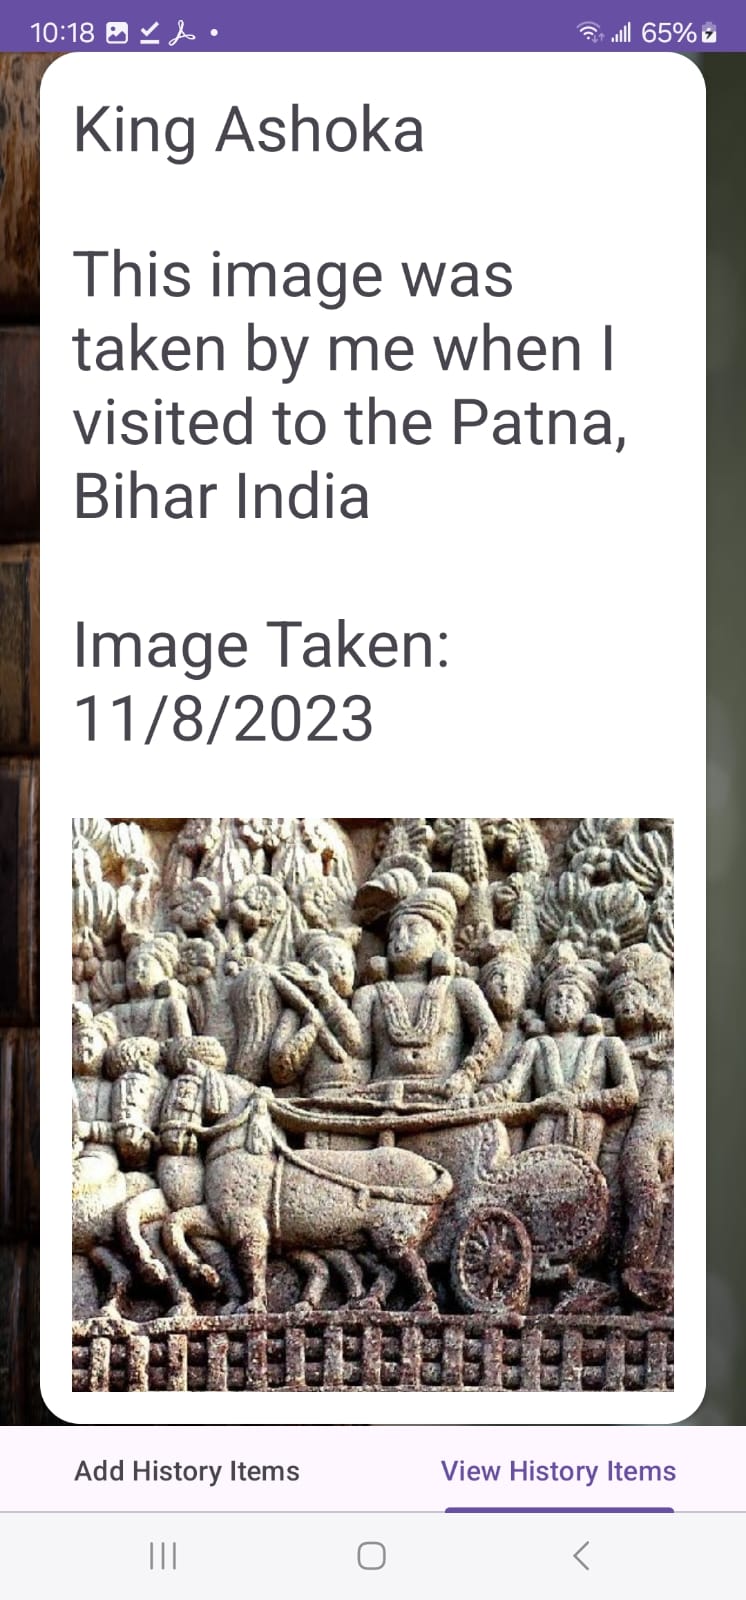 10:18 65%
King Ashoka
This image was
taken by me when I
visited to the Patna,
Bihar India
Image Taken:
11/8/2023
Add History Items View History Items